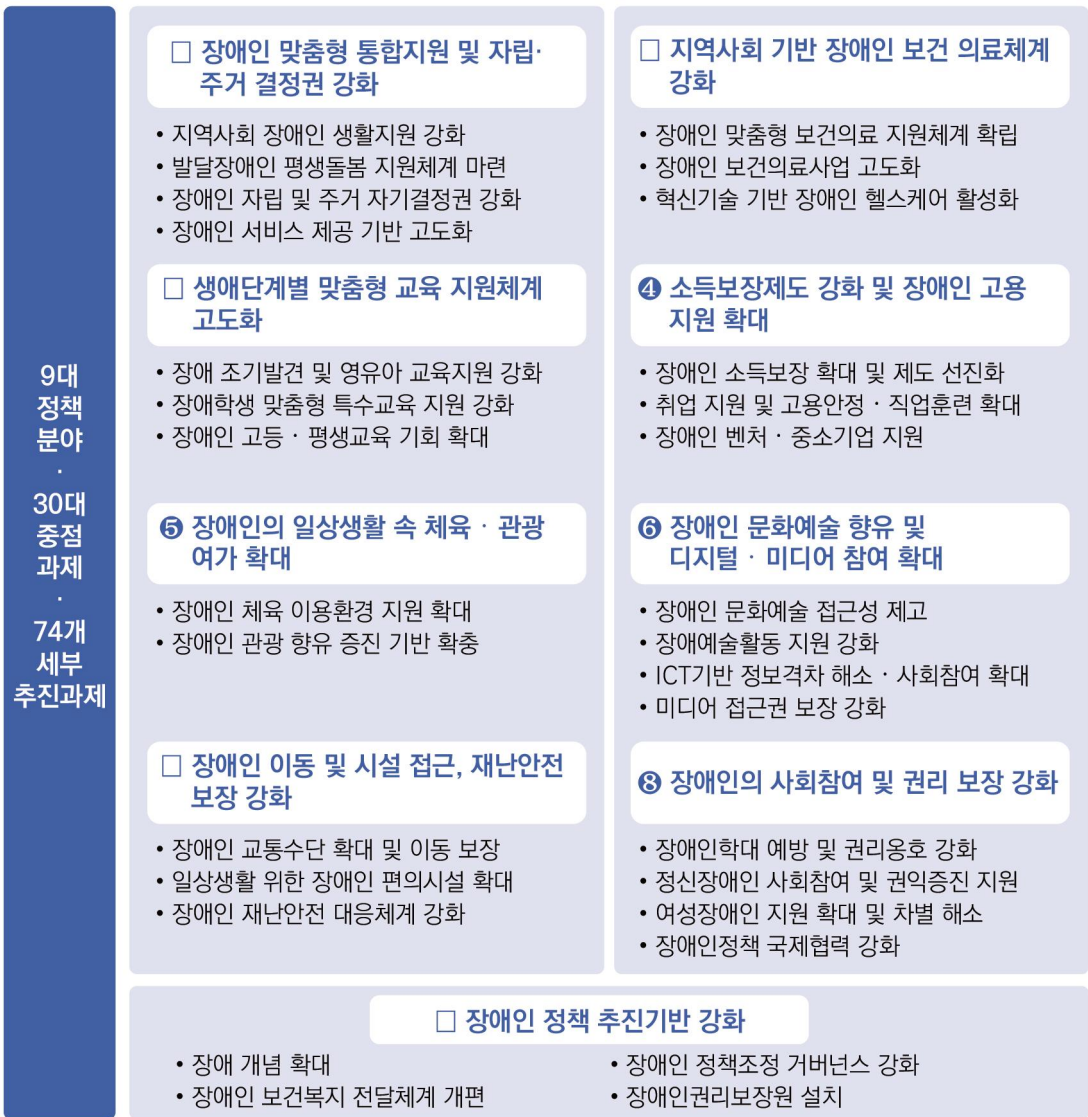 9대
정책
분야
·
30대
중점
과제
·
74개
세부
추진과제
□ 장애인 맞춤형 통합지원 및 자립·
주거 결정권 강화
• 지역사회 장애인 생활지원 강화
• 발달장애인 평생돌봄 지원체계 마련
• 장애인 자립 및 주거 자기결정권 강화
• 장애인 서비스 제공 기반 고도화
□ 지역사회 기반 장애인 보건 의료체계
강화
• 장애인 맞춤형 보건의료 지원체계 확립
• 장애인 보건의료사업 고도화
• 혁신기술 기반 장애인 헬스케어 활성화
□ 생애단계별 맞춤형 교육 지원체계
고도화
• 장애 조기발견 및 영유아 교육지원 강화
• 장애학생 맞춤형 특수교육 지원 강화
• 장애인 고등 · 평생교육 기회 확대
❹ 소득보장제도 강화 및 장애인 고용
지원 확대
• 장애인 소득보장 확대 및 제도 선진화
• 취업 지원 및 고용안정 · 직업훈련 확대
• 장애인 벤처 · 중소기업 지원
❺ 장애인의 일상생활 속 체육 · 관광
여가 확대
• 장애인 체육 이용환경 지원 확대
• 장애인 관광 향유 증진 기반 확충
❻ 장애인 문화예술 향유 및
디지털 · 미디어 참여 확대
• 장애인 문화예술 접근성 제고
• 장애예술활동 지원 강화
• ICT기반 정보격차 해소 · 사회참여 확대
• 미디어 접근권 보장 강화
□ 장애인 이동 및 시설 접근, 재난안전
보장 강화
• 장애인 교통수단 확대 및 이동 보장
• 일상생활 위한 장애인 편의시설 확대
• 장애인 재난안전 대응체계 강화
❽ 장애인의 사회참여 및 권리 보장 강화
• 장애인학대 예방 및 권리옹호 강화
• 정신장애인 사회참여 및 권익증진 지원
• 여성장애인 지원 확대 및 차별 해소
• 장애인정책 국제협력 강화
□ 장애인 정책 추진기반 강화
• 장애 개념 확대
• 장애인 보건복지 전달체계 개편
• 장애인 정책조정 거버넌스 강화
• 장애인권리보장원 설치